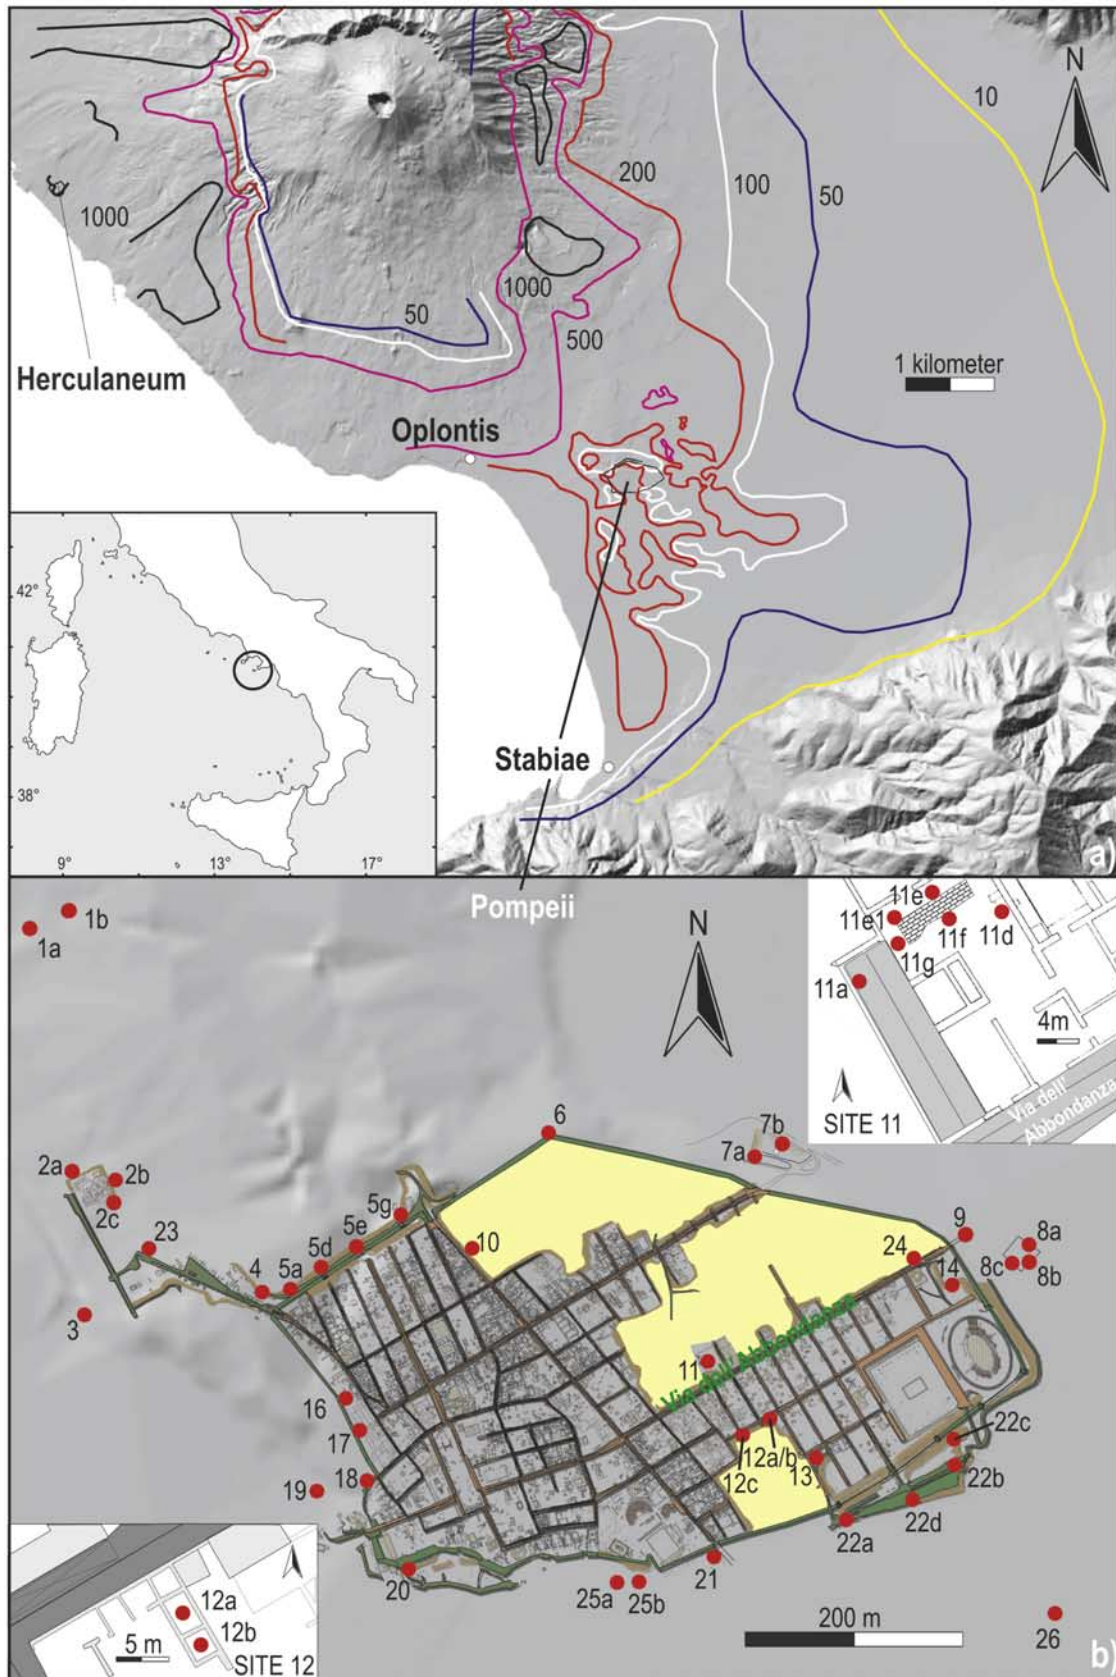 N
10
200
100
50
1000
1000
50
500
1 kilometer
Herculaneum
Oplontis
42°
38°
9°
13°
17°
Stabiae
a)
Pompeii
1b
1a
N
11e
11e1
11f
11d
11g
11a
4m
SITE 11
Via dell'
Abbondanza
6
7b
7a
2a
2b
2c
23
5g
5e
5d
5a
4
10
9
24
14
8a
8c
8b
3
11
Via dell'Abbondanza
16
17
18
19
12a/b
12c
13
22c
22b
22d
22a
20
21
25a
25b
26
200 m
12a
12b
5 m
SITE 12
b)